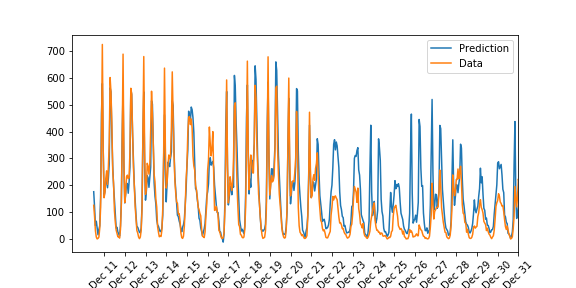 Prediction
Data
700
600
500
400
300
200
100
0
Dec 11
Dec 12
Dec 13
Dec 14
Dec 15
Dec 16
Dec 17
Dec 18
Dec 19
Dec 20
Dec 21
Dec 22
Dec 23
Dec 24
Dec 25
Dec 26
Dec 27
Dec 28
Dec 29
Dec 30
Dec 31